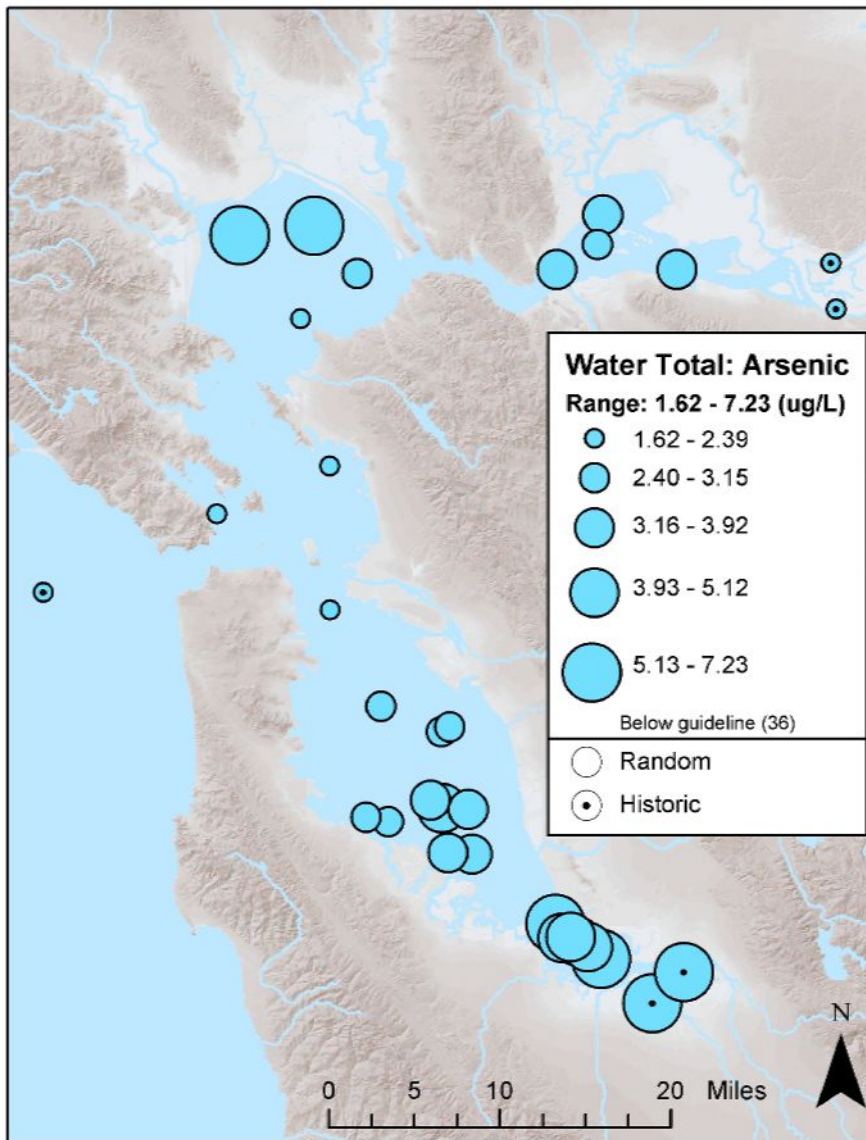 Water Total: Arsenic
Range: 1.62 - 7.23 (ug/L)
1.62 - 2.39
2.40 - 3.15
3.16 - 3.92
3.93 - 5.12
5.13 - 7.23
Below guideline (36)
Random
Historic
N
0 5 10 20 Miles